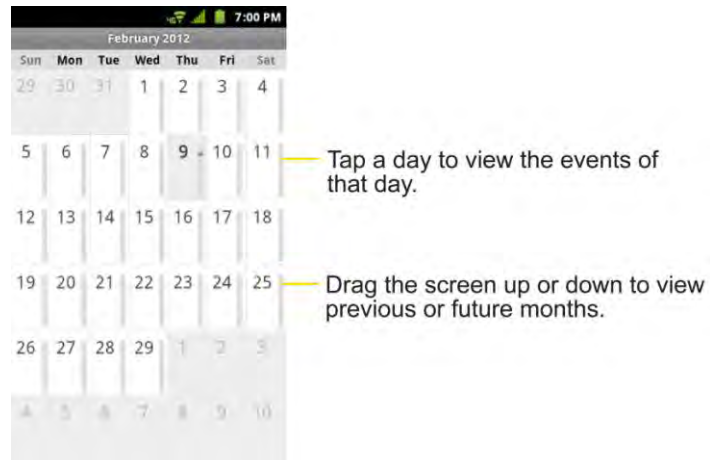 7:00 PM
February 2012
Sun Mon Tue Wed Thu Fri Sat
29 30 31 1 2 3 4
5 6 7 8 9 10 11
Tap a day to view the events of
that day.
12 13 14 15 16 17 18
19 20 21 22 23 24 25
Drag the screen up or down to view
previous or future months.
26 27 28 29 1 2 3
4 5 6 7 8 9 10